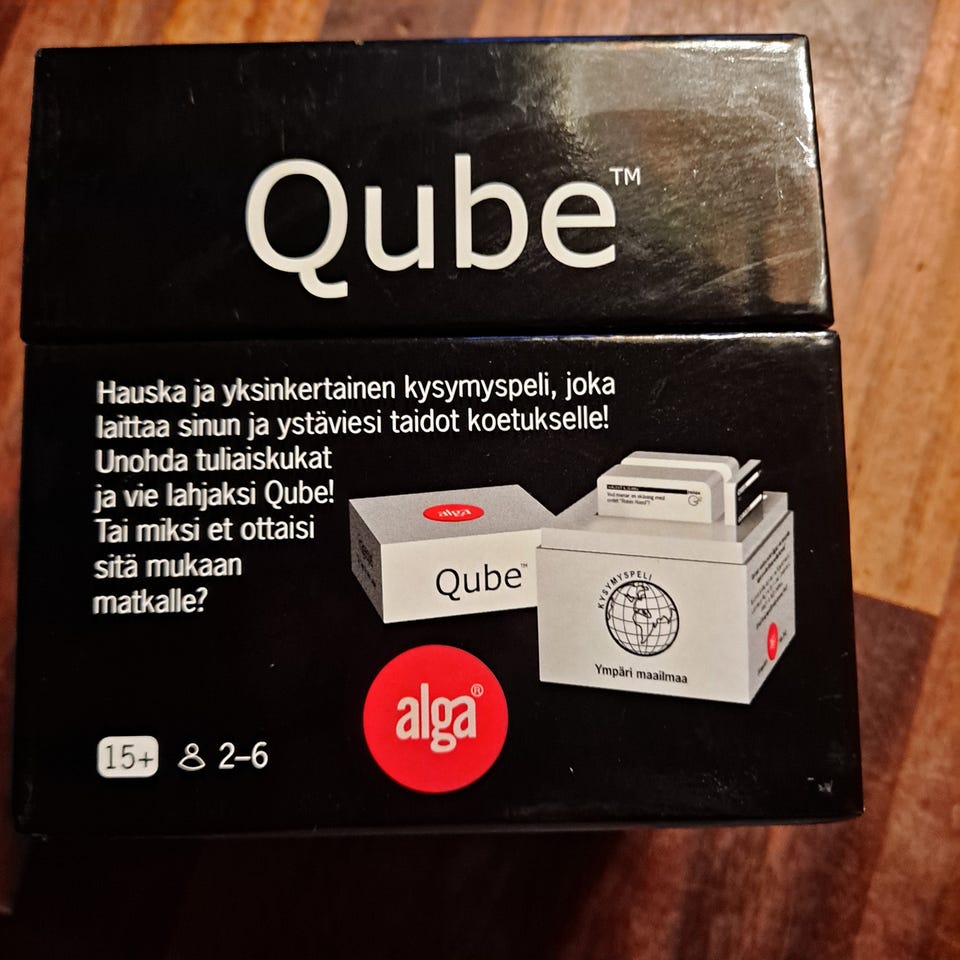 Qube™
Hauska ja yksinkertainen kysymyspeli, joka
laittaa sinun ja ystäviesi taidot koetukselle!
Unohda tuliaiskukat
ja vie lahjaksi Qube!
Tai miksi et ottaisi
sitä mukaan
matkalle?
alga
Qube™
KYSYMYSPELI
Ympäri maailmaa
alga®
15+ 2–6